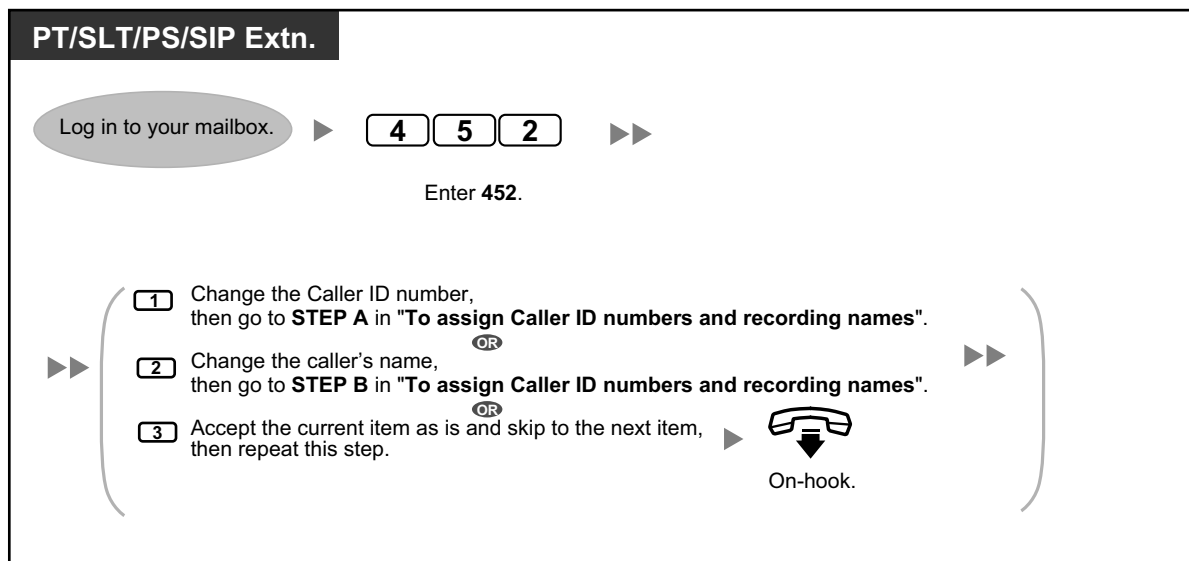 PT/SLT/PS/SIP Extn.
Log in to your mailbox.
4 5 2
Enter 452.
1 Change the Caller ID number,
then go to STEP A in "To assign Caller ID numbers and recording names".
OR
2 Change the caller's name,
then go to STEP B in "To assign Caller ID numbers and recording names".
OR
3 Accept the current item as is and skip to the next item,
then repeat this step.
On-hook.